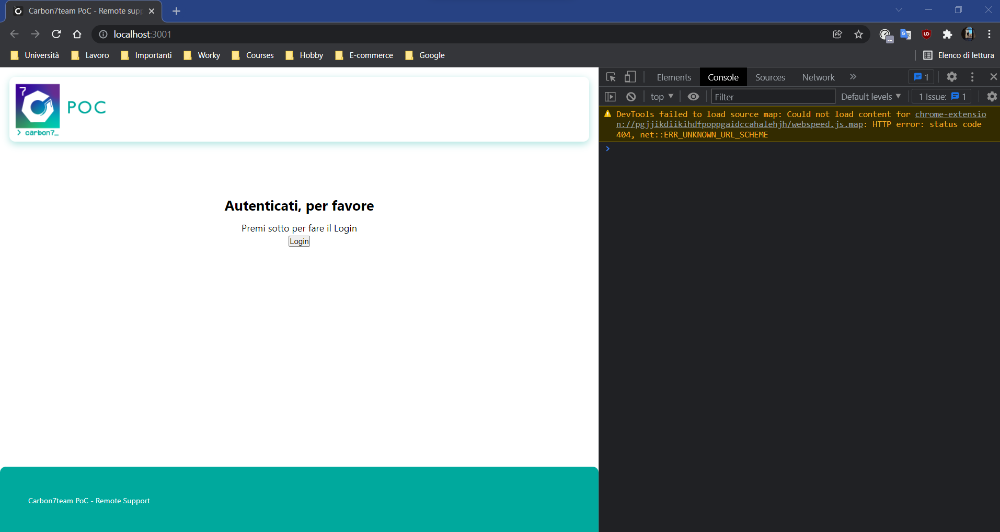 Carbon7team PoC - Remote supp
localhost:3001
Università Lavoro Importanti Worky Courses Hobby E-commerce Google Elenco di lettura
7
POC
> carbon7_
Autenticati, per favore
Premi sotto per fare il Login
Login
Carbon7team PoC - Remote Support
Elements Console Sources Network » 1
top ▼ Filter Default levels ▼ 1 Issue: 1
DevTools failed to load source map: Could not load content for chrome-extensio
n://pgjjikdiikihdfpoppgaidccahalehjh/webspeed.js.map: HTTP error: status code
404, net::ERR_UNKNOWN_URL_SCHEME
>